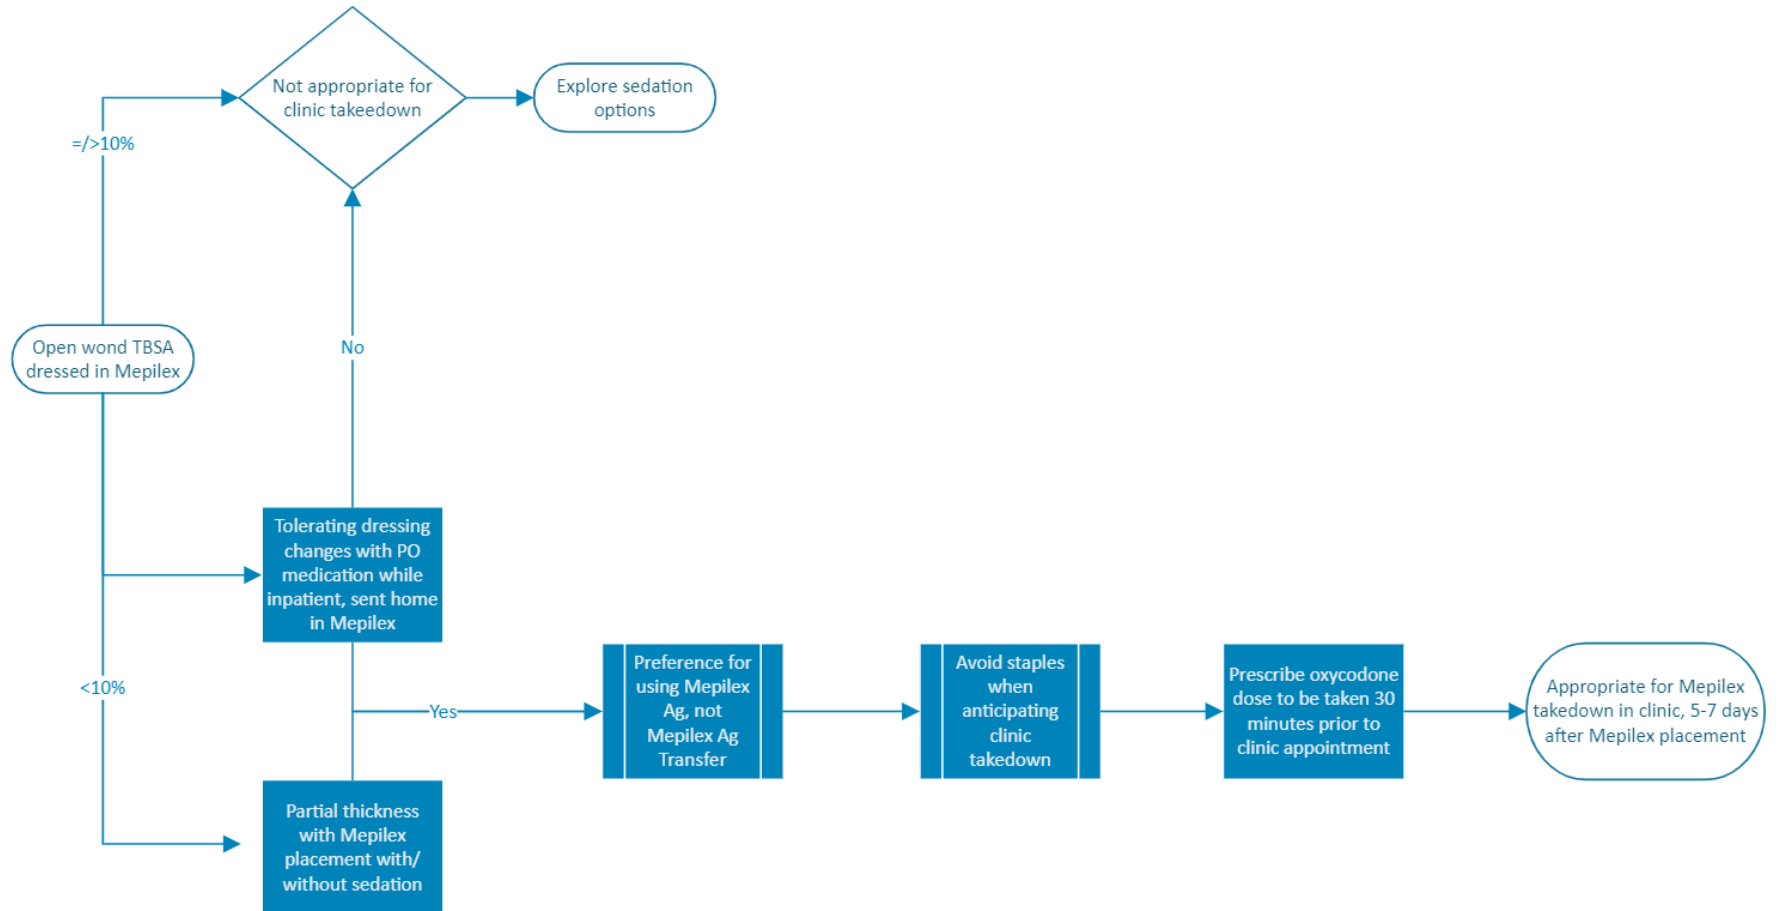 Not appropriate for
clinic takeedown
Explore sedation
options
=/>10%
Open wond TBSA
dressed in Mepilex
No
Tolerating dressing
changes with PO
medication while
inpatient, sent home
in Mepilex
<10%
Yes
Preference for
using Mepilex
Ag, not
Mepilex Ag
Transfer
Avoid staples
when
anticipating
clinic
takedown
Prescribe oxycodone
dose to be taken 30
minutes prior to
clinic appointment
Appropriate for Mepilex
takedown in clinic, 5-7 days
after Mepilex placement
Partial thickness
with Mepilex
placement with/
without sedation